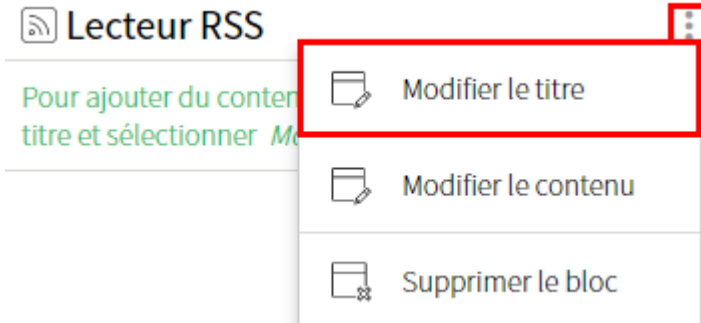 Lecteur RSS
Modifier le titre
Pour ajouter du conten
titre et sélectionner
Modifier le contenu
Supprimer le bloc